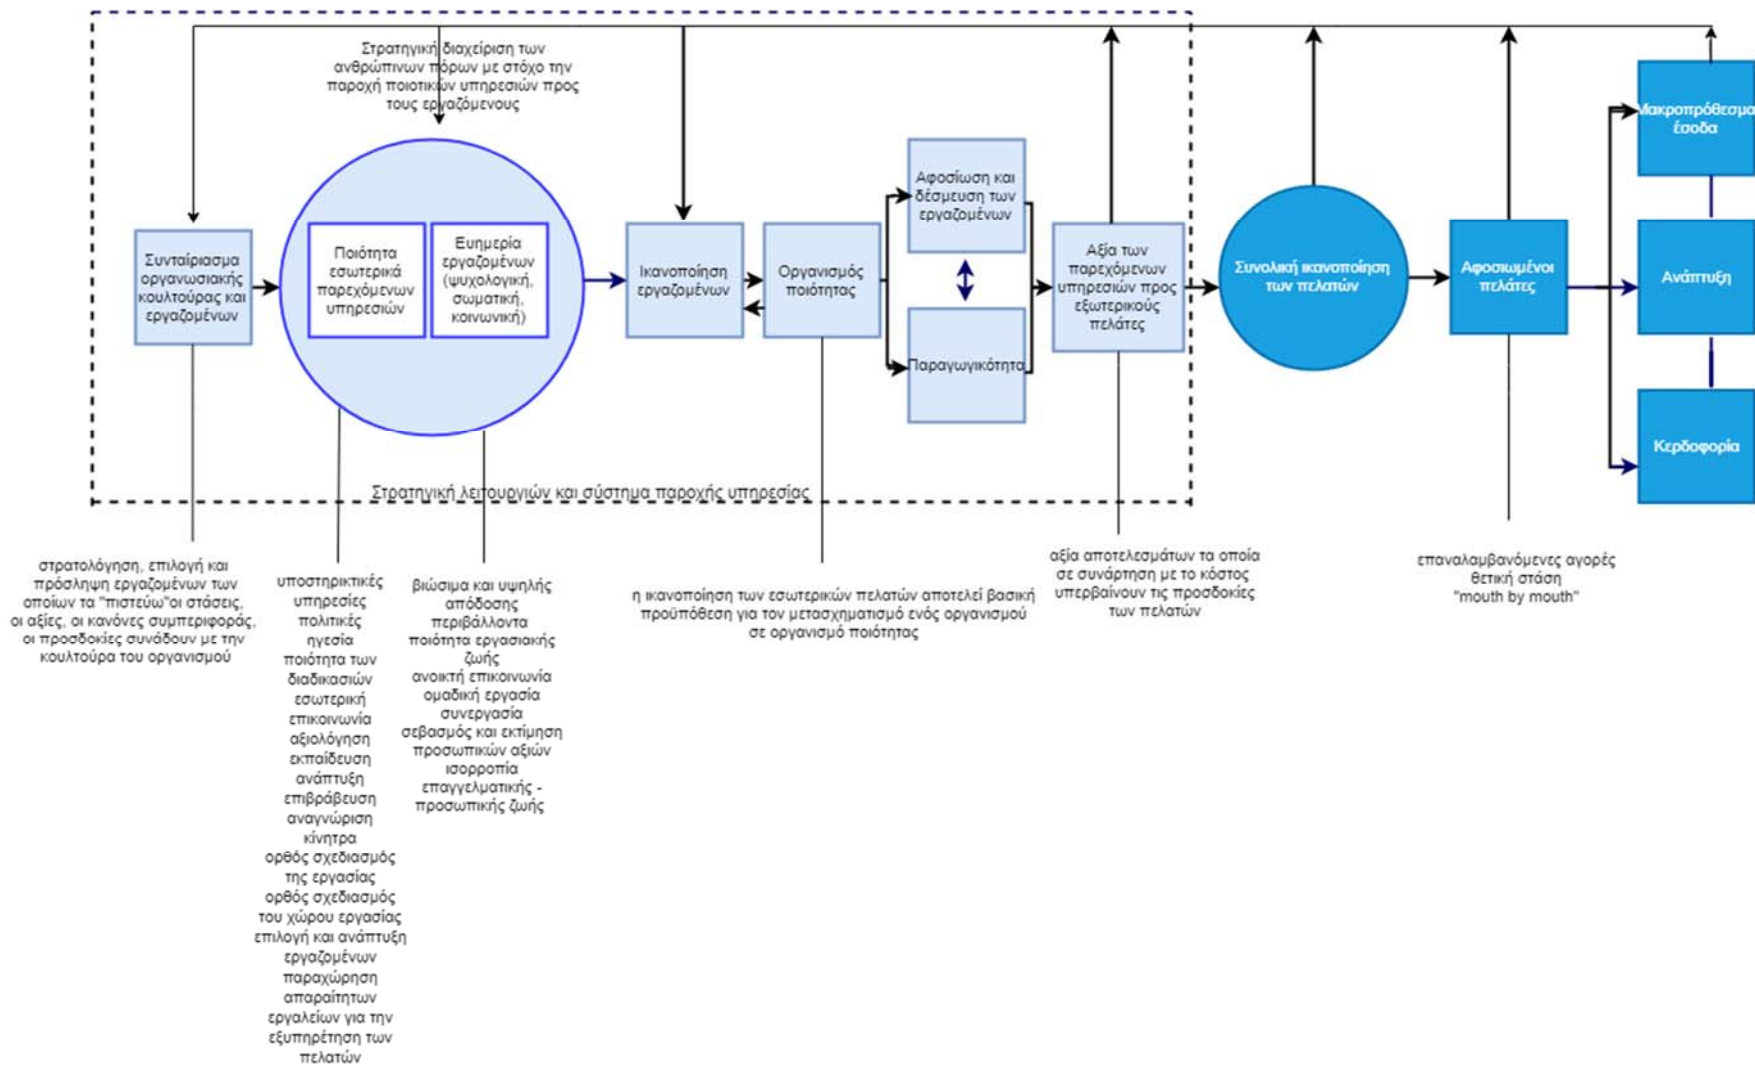 Στρατηγική διαχείριση των
ανθρώπινων πόρων με στόχο την
παροχή ποιοτικών υπηρεσιών προς
τους εργαζόμενους
Συνταίριασμα
οργανωσιακής
κουλτούρας και
εργαζομένων
Ποιότητα
εσωτερικά
παρεχόμενων
υπηρεσιών
Ευημερία
εργαζομένων
(ψυχολογική,
σωματική,
κοινωνική)
Ικανοποίηση
εργαζομένων
Οργανισμός
ποιότητας
Αφοσίωση και
δέσμευση των
εργαζομένων
Παραγωγικότητα
Αξία των
παρεχόμενων
υπηρεσιών προς
εξωτερικούς
πελάτες
Συνολική ικανοποίηση
των πελατών
Αφοσιωμένοι
πελάτες
Μακροπρόθεσμα
έσοδα
Ανάπτυξη
Κερδοφορία
Στρατηγική λειτουργιών και σύστημα παροχής υπηρεσίας
στρατολόγηση, επιλογή και
πρόσληψη εργαζομένων των
οποίων τα "πιστεύω"οι στάσεις,
οι αξίες, οι κανόνες συμπεριφοράς,
οι προσδοκίες συνάδουν με την
κουλτούρα του οργανισμού
υποστηρικτικές
υπηρεσίες
πολιτικές
ηγεσία
ποιότητα των
διαδικασιών
εσωτερική
επικοινωνία
αξιολόγηση
εκπαίδευση
ανάπτυξη
επιβράβευση
αναγνώριση
κίνητρα
ορθός σχεδιασμός
της εργασίας
ορθός σχεδιασμός
του χώρου εργασίας
επιλογή και ανάπτυξη
εργαζομένων
παραχώρηση
απαραίτητων
εργαλείων για την
εξυπηρέτηση των
πελατών
βιώσιμα και υψηλής
απόδοσης
περιβάλλοντα
ποιότητα εργασιακής
ζωής
ανοικτή επικοινωνία
ομαδική εργασία
συνεργασία
σεβασμός και εκτίμηση
προσωπικών αξιών
ισορροπία
επαγγελματικής -
προσωπικής ζωής
η ικανοποίηση των εσωτερικών πελατών αποτελεί βασική
προϋπόθεση για τον μετασχηματισμό ενός οργανισμού
σε οργανισμό ποιότητας
αξία αποτελεσμάτων τα οποία
σε συνάρτηση με το κόστος
υπερβαίνουν τις προσδοκίες
των πελατών
επαναλαμβανόμενες αγορές
θετική στάση
"mouth by mouth"